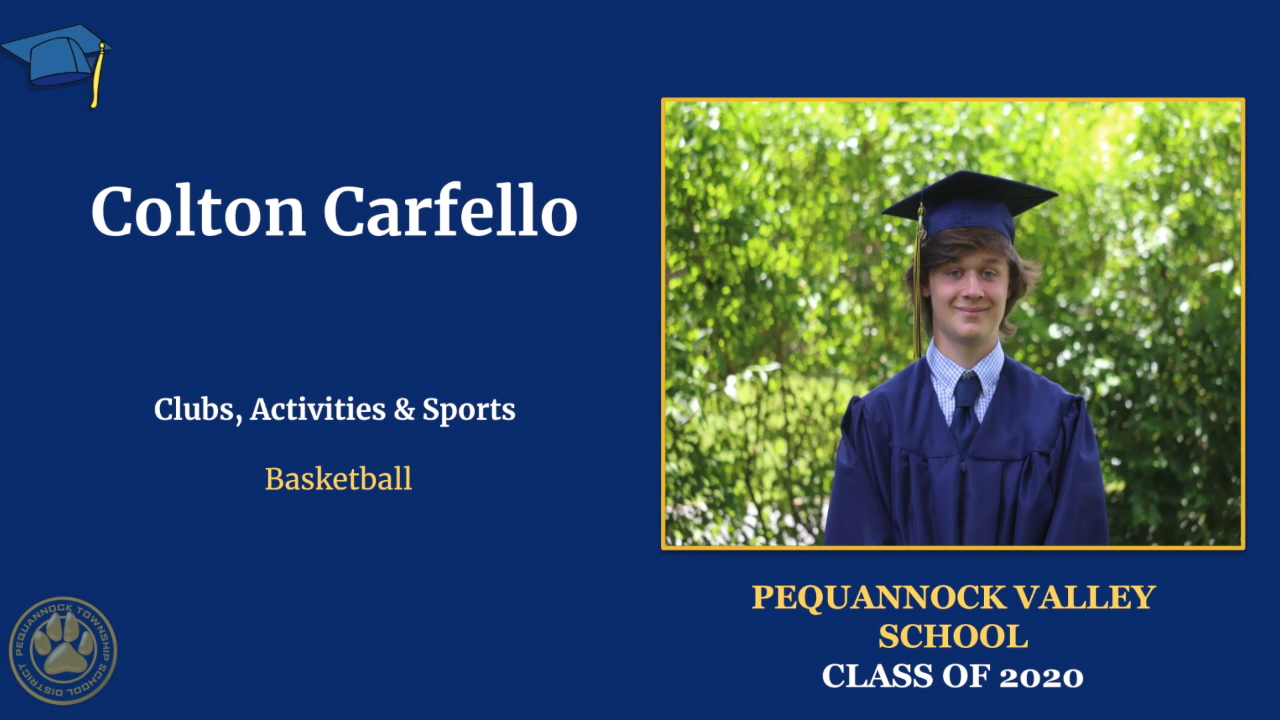 Colton Carfello
Clubs, Activities & Sports
Basketball
PEQUANNOCK VALLEY
SCHOOL
CLASS OF 2020
PEQUANNOCK TOWNSHIP SCHOOL DISTRICT